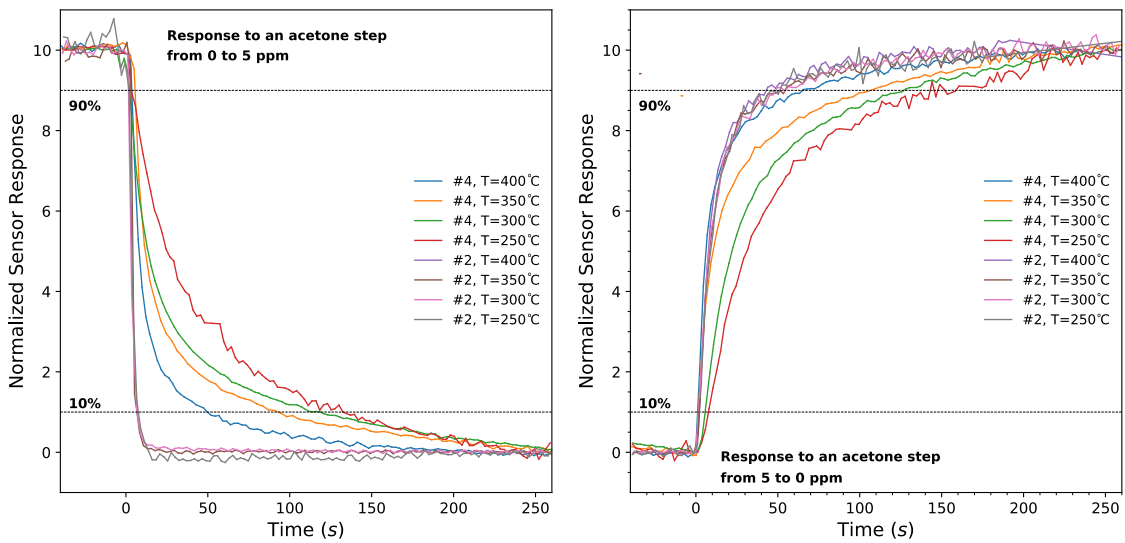 Response to an acetone step
from 0 to 5 ppm
Normalized Sensor Response
10
8
6
4
2
0
90%
10%
#4, T=400°C
#4, T=350°C
#4, T=300°C
#4, T=250°C
#2, T=400°C
#2, T=350°C
#2, T=300°C
#2, T=250°C
0 50 100 150 200 250
Time (s)
Normalized Sensor Response
10
8
6
4
2
0
90%
10%
#4, T=400°C
#4, T=350°C
#4, T=300°C
#4, T=250°C
#2, T=400°C
#2, T=350°C
#2, T=300°C
#2, T=250°C
Response to an acetone step
from 5 to 0 ppm
0 50 100 150 200 250
Time (s)